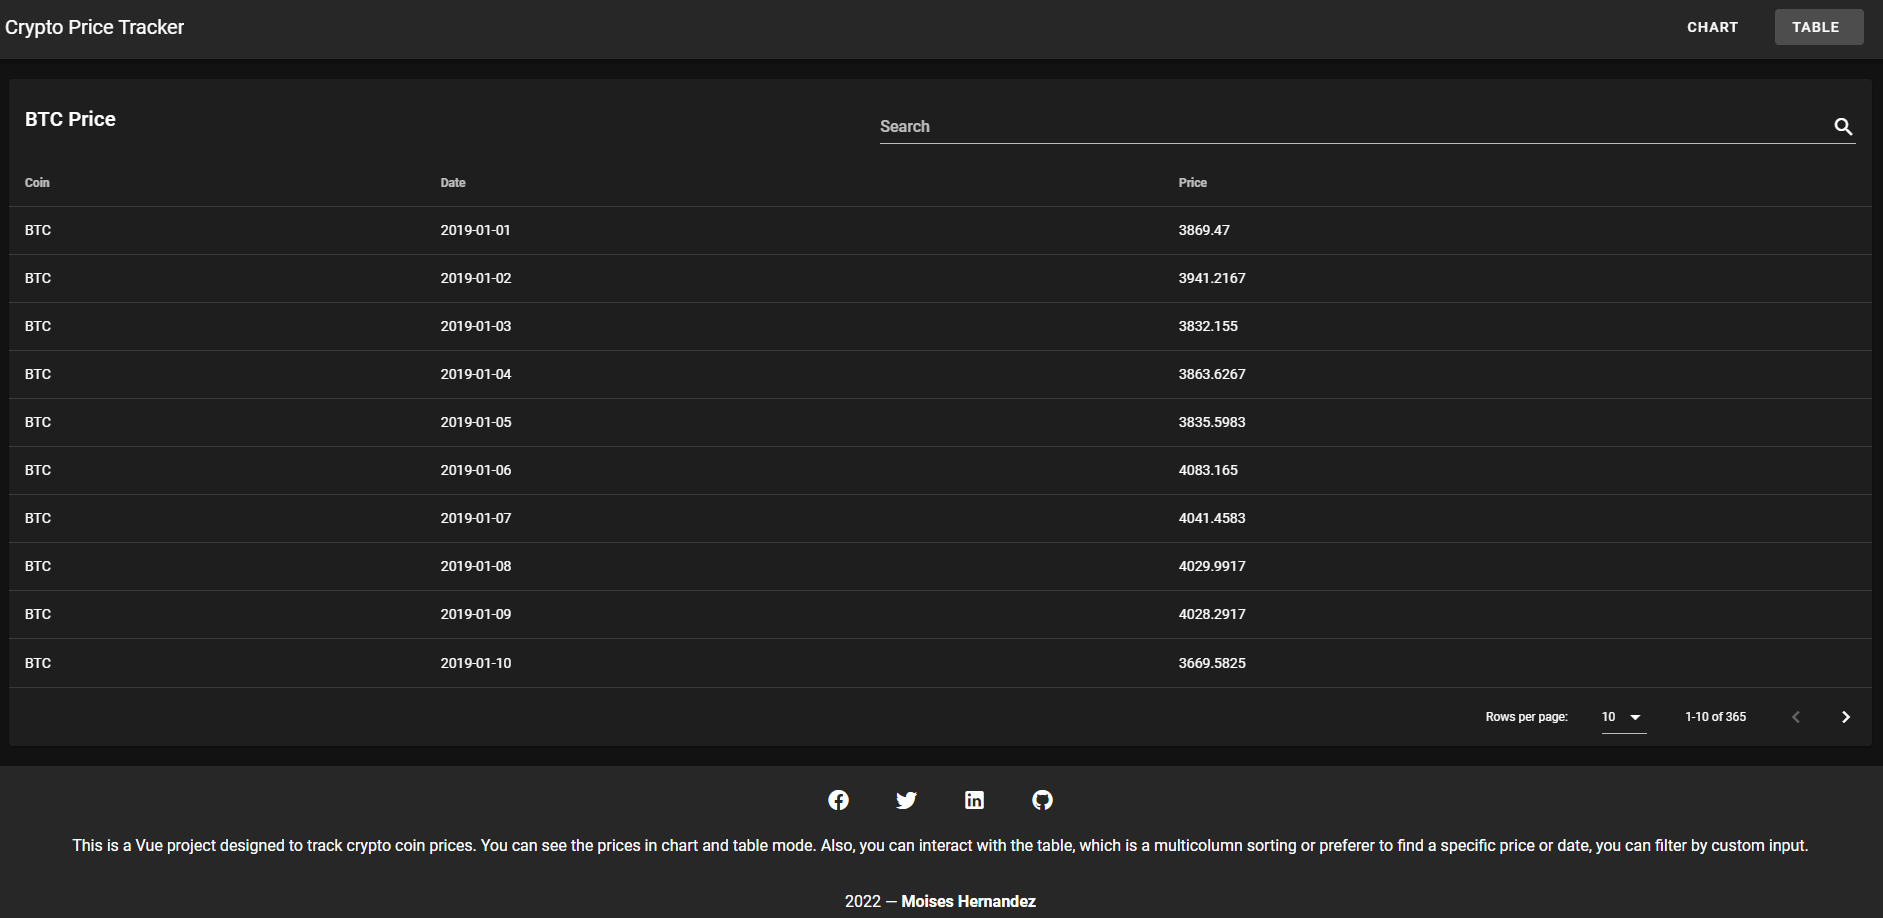 Crypto Price Tracker CHART TABLE
BTC Price Search
Coin Date Price
BTC 2019-01-01 3869.47
BTC 2019-01-02 3941.2167
BTC 2019-01-03 3832.155
BTC 2019-01-04 3863.6267
BTC 2019-01-05 3835.5983
BTC 2019-01-06 4083.165
BTC 2019-01-07 4041.4583
BTC 2019-01-08 4029.9917
BTC 2019-01-09 4028.2917
BTC 2019-01-10 3669.5825
Rows per page: 10 1-10 of 365
This is a Vue project designed to track crypto coin prices. You can see the prices in chart and table mode. Also, you can interact with the table, which is a multicolumn sorting or preferer to find a specific price or date, you can filter by custom input.
2022 — Moises Hernandez